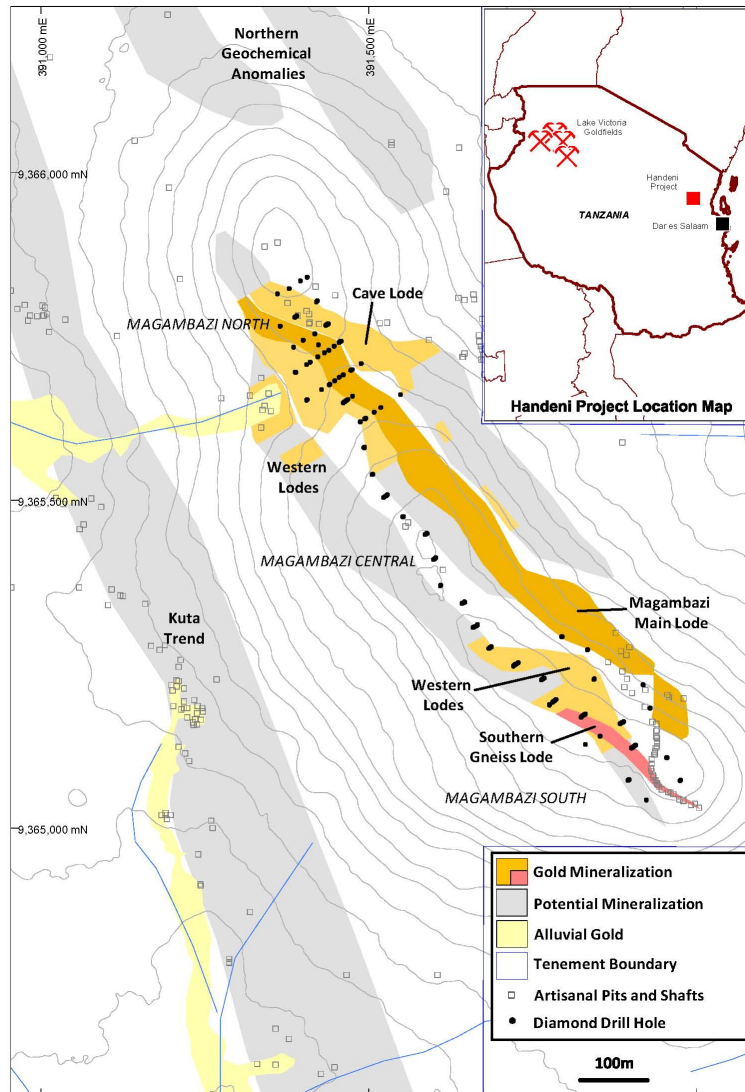 391,000 mE
391,500 mE
Northern
Geochemical
Anomalies
9,366,000 mN
Lake Victoria
Goldfields
Handeni
Project
TANZANIA
Dar es Salaam
Handeni Project Location Map
Cave Lode
MAGAMBAZI NORTH
Western
Lodes
9,365,500 mN
MAGAMBAZI CENTRAL
Kuta
Trend
Magambazi
Main Lode
Western
Lodes
Southern
Gneiss Lode
MAGAMBAZI SOUTH
9,365,000 mN
Gold Mineralization
Potential Mineralization
Alluvial Gold
Tenement Boundary
Artisanal Pits and Shafts
Diamond Drill Hole
100m